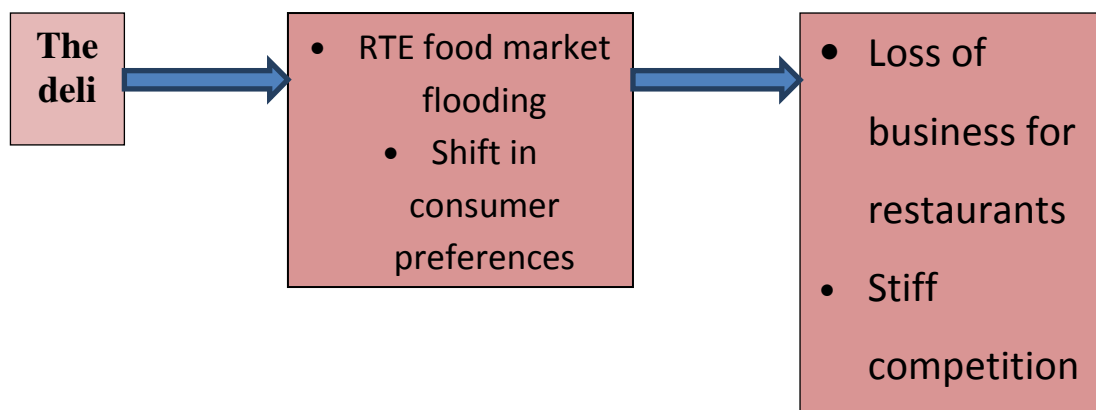 The
deli
• RTE food market
flooding
• Shift in
consumer
preferences
• Loss of
business for
restaurants
• Stiff
competition